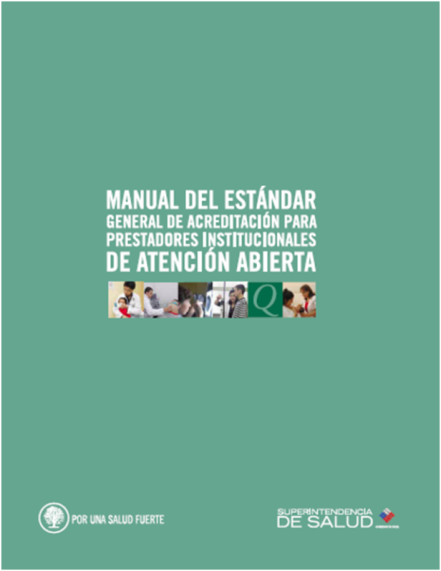 MANUAL DEL ESTÁNDAR
GENERAL DE ACREDITACIÓN PARA
PRESTADORES INSTITUCIONALES
DE ATENCIÓN ABIERTA
Q
POR UNA SALUD FUERTE
SUPERINTENDENCIA
DE SALUD